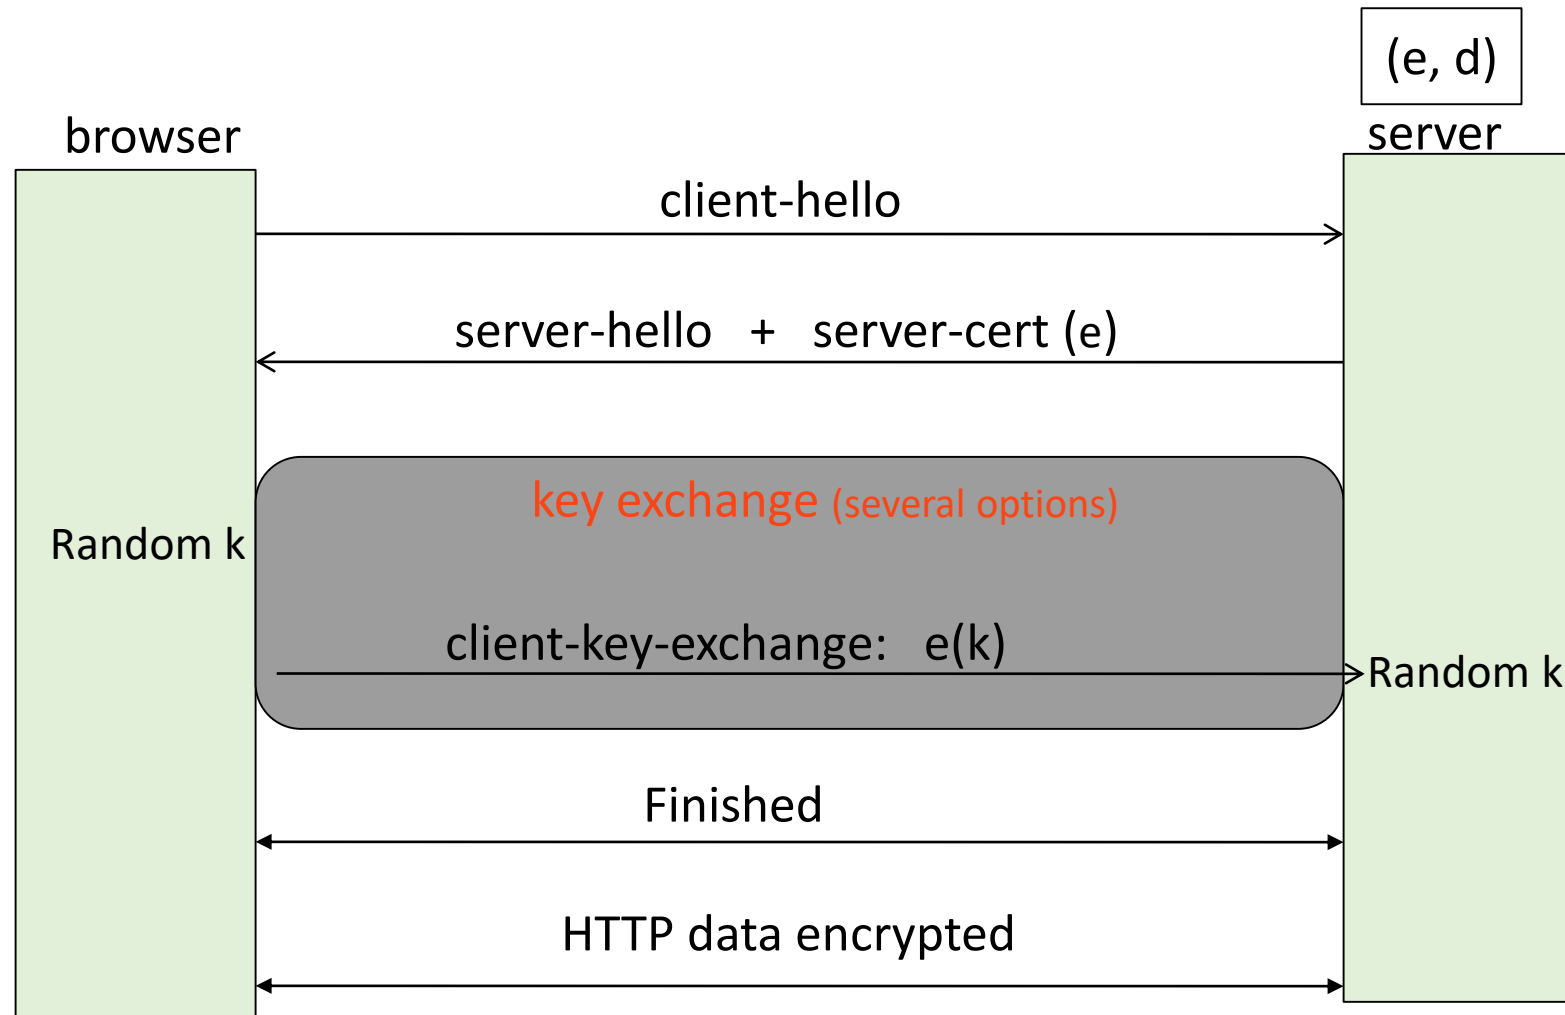 (e, d)
browser
server
client-hello
server-hello + server-cert (e)
key exchange (several options)
Random k
client-key-exchange: e(k)
Random k
Finished
HTTP data encrypted